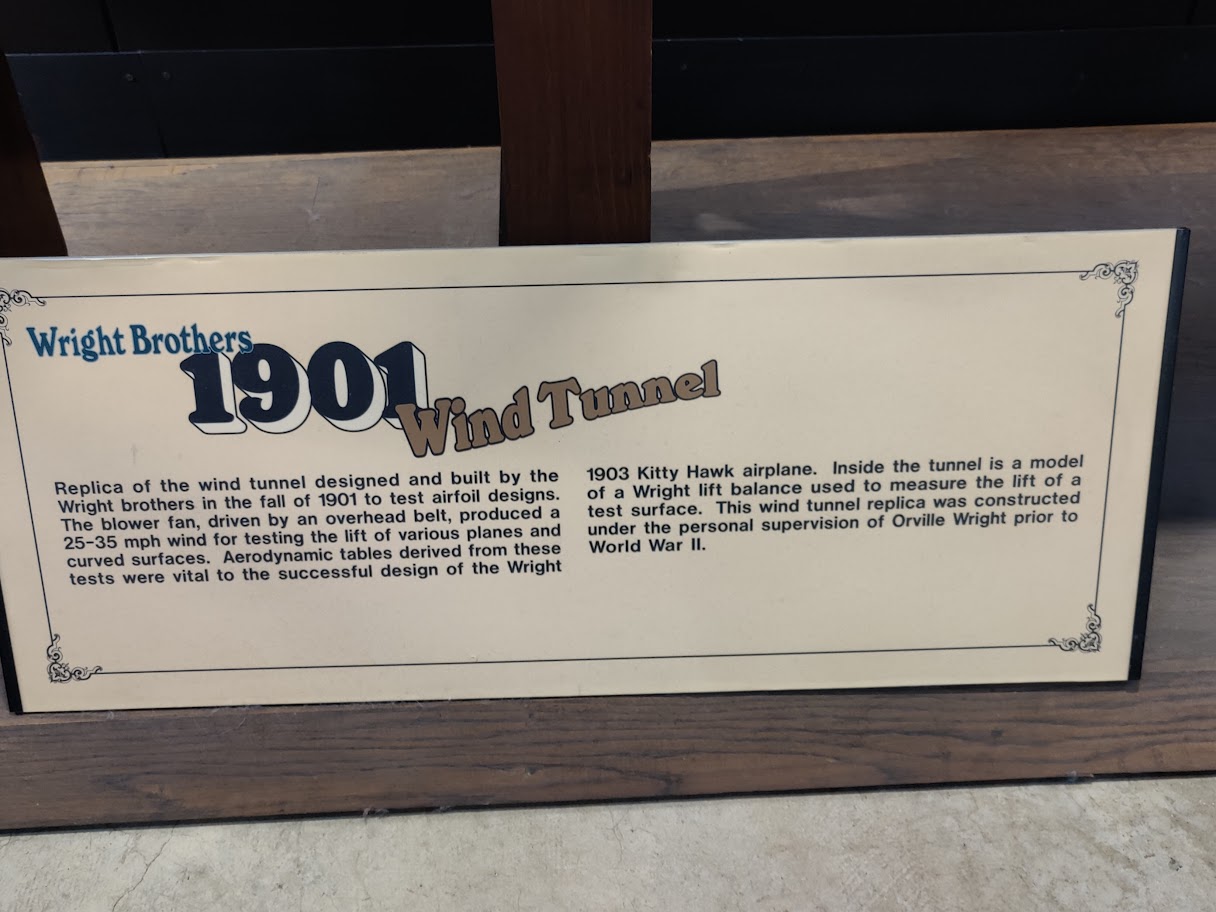 Wright Brothers
1901
Wind Tunnel
Replica of the wind tunnel designed and built by the
Wright brothers in the fall of 1901 to test airfoil designs.
The blower fan, driven by an overhead belt, produced a
25-35 mph wind for testing the lift of various planes and
curved surfaces. Aerodynamic tables derived from these
tests were vital to the successful design of the Wright
1903 Kitty Hawk airplane. Inside the tunnel is a model
of a Wright lift balance used to measure the lift of a
test surface. This wind tunnel replica was constructed
under the personal supervision of Orville Wright prior to
World War II.